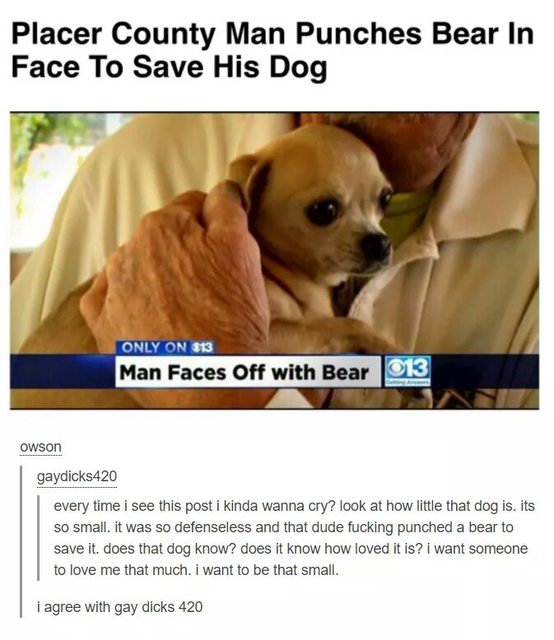 Placer County Man Punches Bear In
Face To Save His Dog
ONLY ON 13
Man Faces Off with Bear
13
owson
gaydicks420
every time i see this post i kinda wanna cry? look at how little that dog is. its
so small. it was so defenseless and that dude fucking punched a bear to
save it. does that dog know? does it know how loved it is? i want someone
to love me that much. i want to be that small.
i agree with gay dicks 420